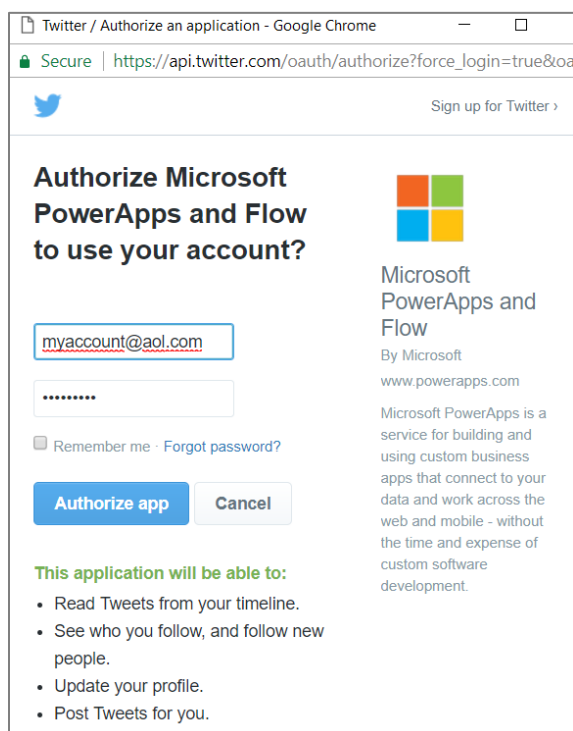 Twitter / Authorize an application - Google Chrome
Secure | https://api.twitter.com/oauth/authorize?force_login=true&oa
Sign up for Twitter ›
Authorize Microsoft
PowerApps and Flow
to use your account?
myaccount@aol.com
•••••••••
Remember me · Forgot password?
Authorize app
Cancel
This application will be able to:
• Read Tweets from your timeline.
• See who you follow, and follow new
people.
• Update your profile.
• Post Tweets for you.
Microsoft
PowerApps and
Flow
By Microsoft
www.powerapps.com
Microsoft PowerApps is a
service for building and
using custom business
apps that connect to your
data and work across the
web and mobile - without
the time and expense of
custom software
development.